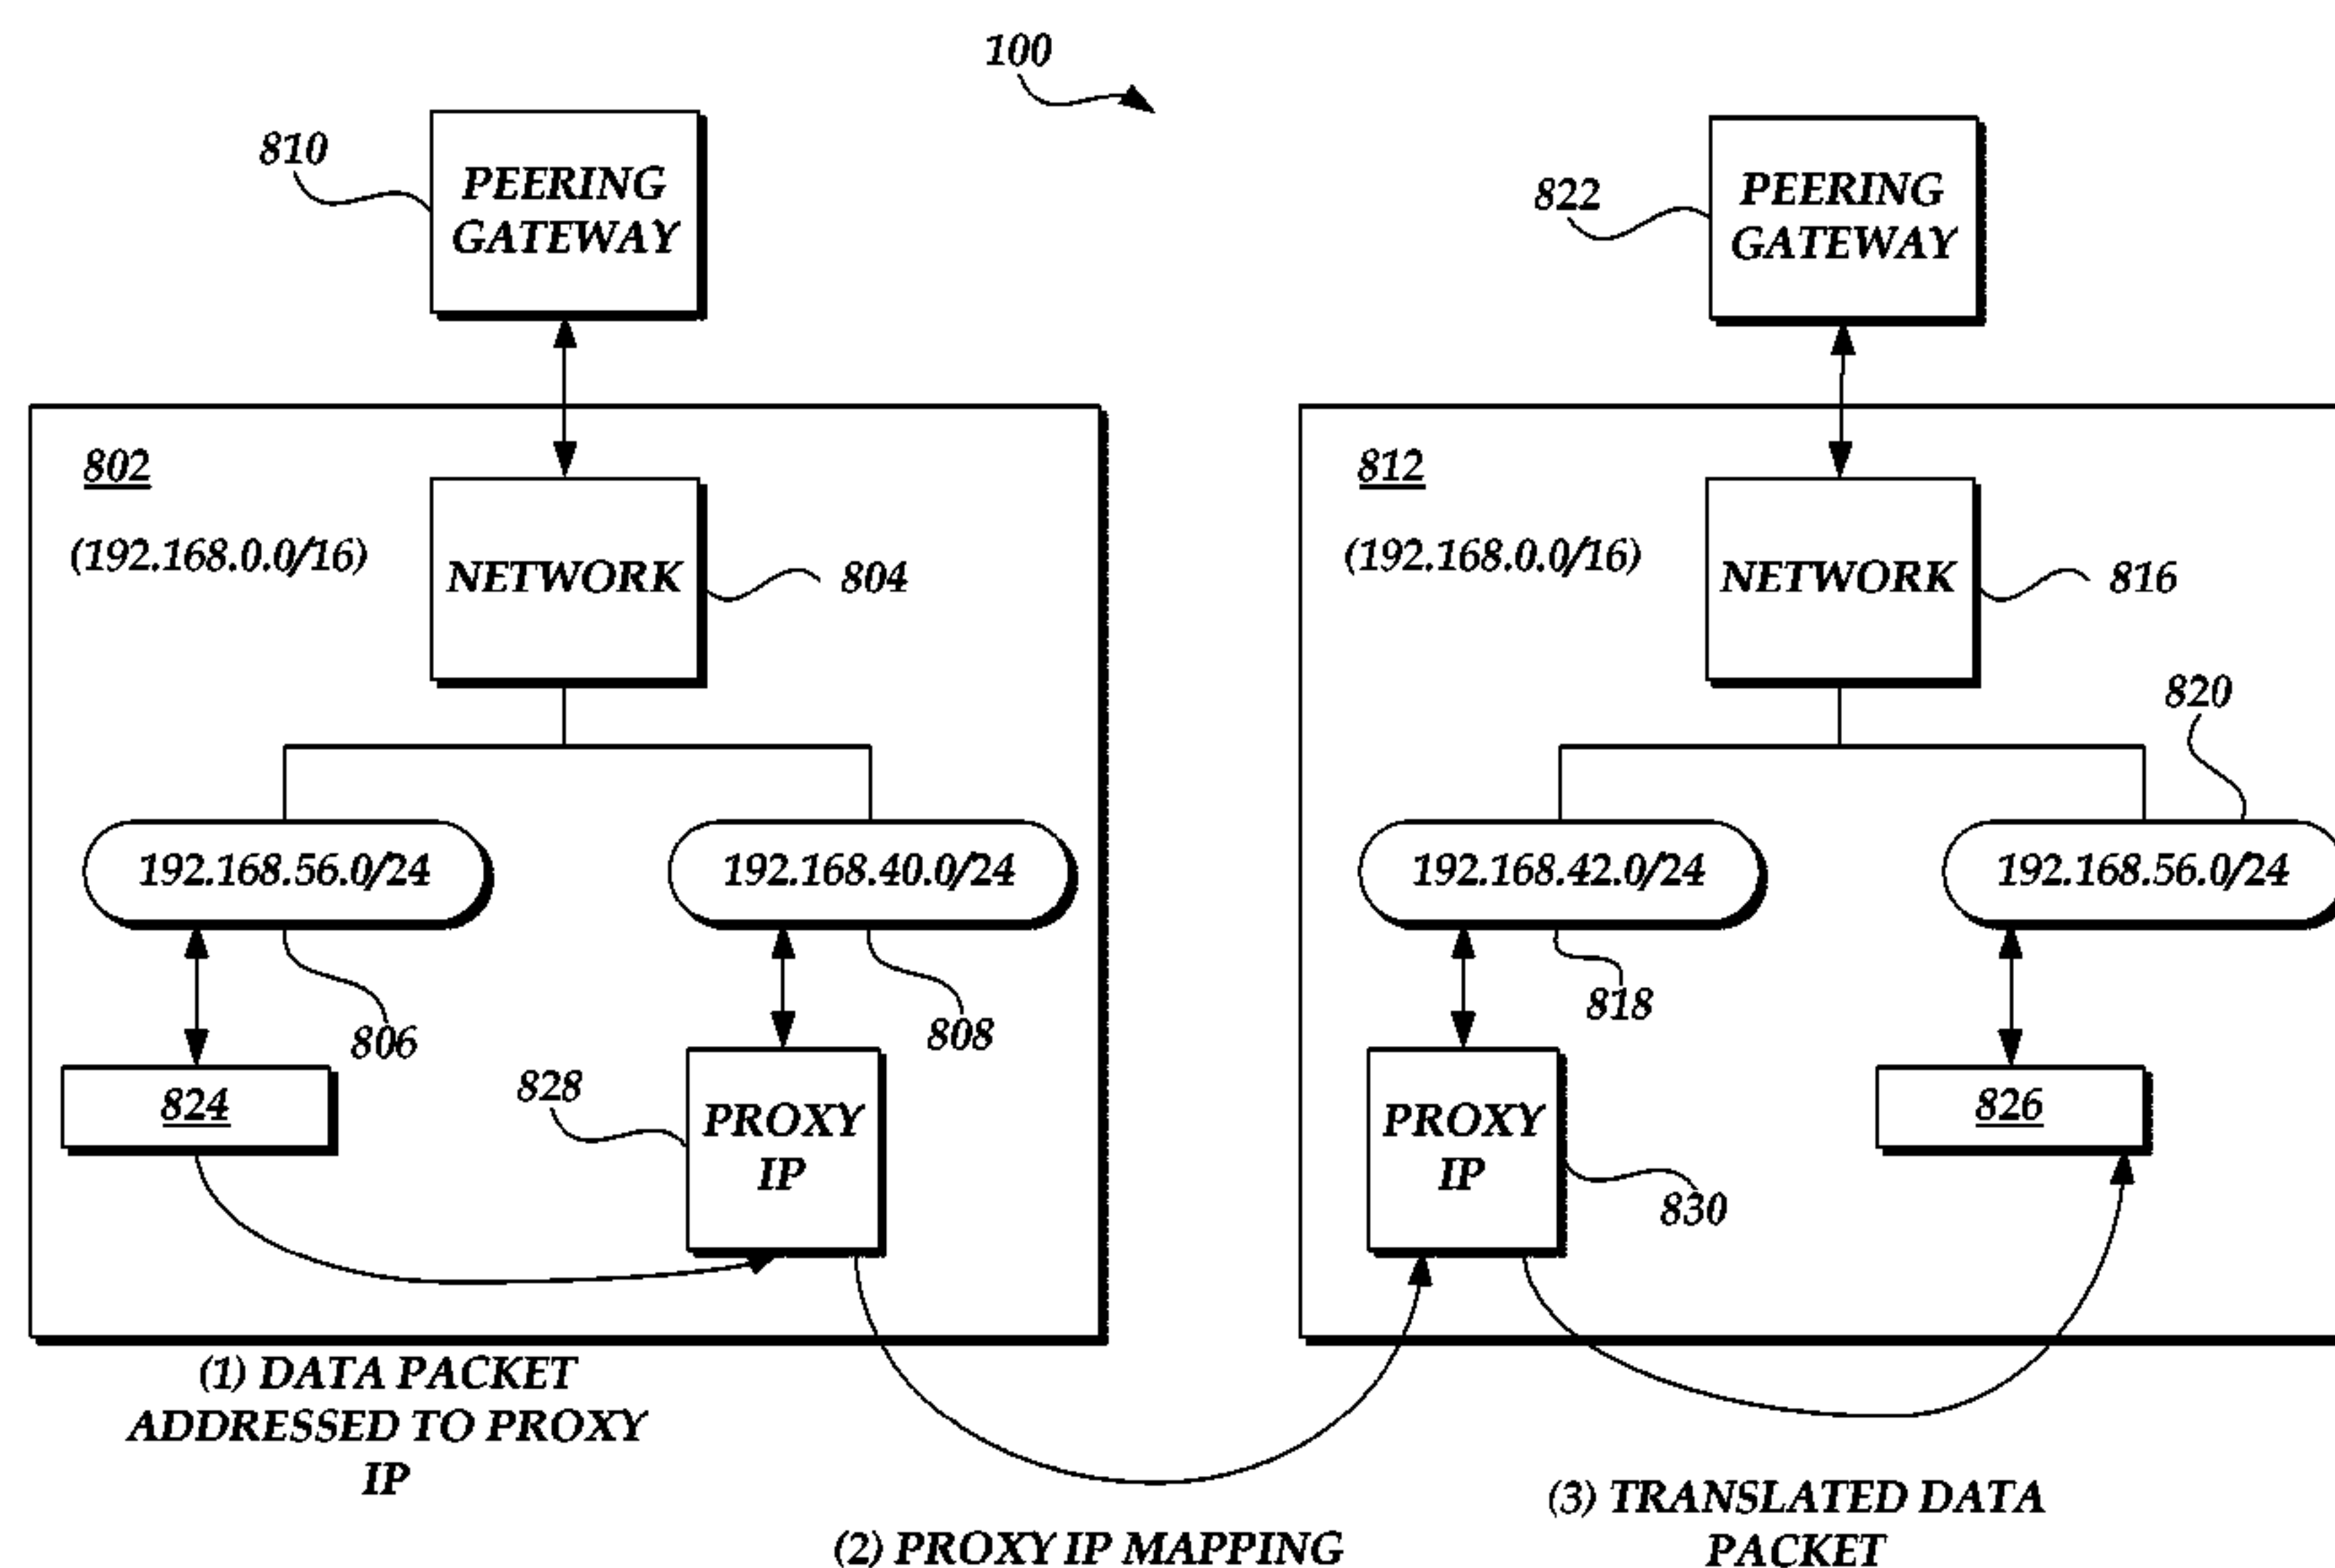 100
810
PEERING
GATEWAY
822
PEERING
GATEWAY
802
(192.168.0.0/16)
NETWORK
804
812
(192.168.0.0/16)
NETWORK
816
820
192.168.56.0/24
192.168.40.0/24
192.168.42.0/24
192.168.56.0/24
806
808
818
824
828
PROXY
IP
PROXY
IP
830
826
(1) DATA PACKET
ADDRESSED TO PROXY
IP
(2) PROXY IP MAPPING
(3) TRANSLATED DATA
PACKET